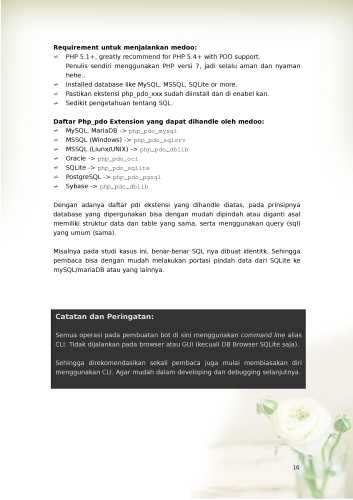 Requirement untuk menjalankan medoo:
PHP 5.1+, greatly recommend for PHP 5.4+ with PDO support.
Penulis sendiri menggunakan PHP versi 7, jadi selalu aman dan nyaman
hehe..
Installed database like MySQL, MSSQL, SQLite or more.
Pastikan ekstensi php_pdo_xxx sudah diinstall dan di enabel kan.
Sedikit pengetahuan tentang SQL.
Daftar Php_pdo Extension yang dapat dihandle oleh medoo:
MySQL, MariaDB -> php_pdo_mysql
MSSQL (Windows) -> php_pdo_sqlsrv
MSSQL (Liunx/UNIX) -> php_pdo_dblib
Oracle -> php_pdo_oci
SQLite -> php_pdo_sqlite
PostgreSQL -> php_pdo_pgsql
Sybase -> php_pdo_dblib
Dengan adanya daftar pdi ekstensi yang dihandle diatas, pada prinsipnya
database yang dipergunakan bisa dengan mudah dipindah atau diganti asal
memiliki struktur data dan table yang sama, serta menggunakan query (sql)
yang umum (sama).
Misalnya pada studi kasus ini, benar-benar SQL nya dibuat identitk. Sehingga
pembaca bisa dengan mudah melakukan portasi pindah data dari SQLite ke
mySQL/mariaDB atau yang lainnya.
Catatan dan Peringatan:
Semua operasi pada pembuatan bot di sini menggunakan command line alias
CLI. Tidak dijalankan pada browser atau GUI (kecuali DB Browser SQLite saja).
Sehingga direkomendasikan sekali pembaca juga mulai membiasakan diri
menggunakan CLI. Agar mudah dalam developing dan debugging selanjutnya.
16